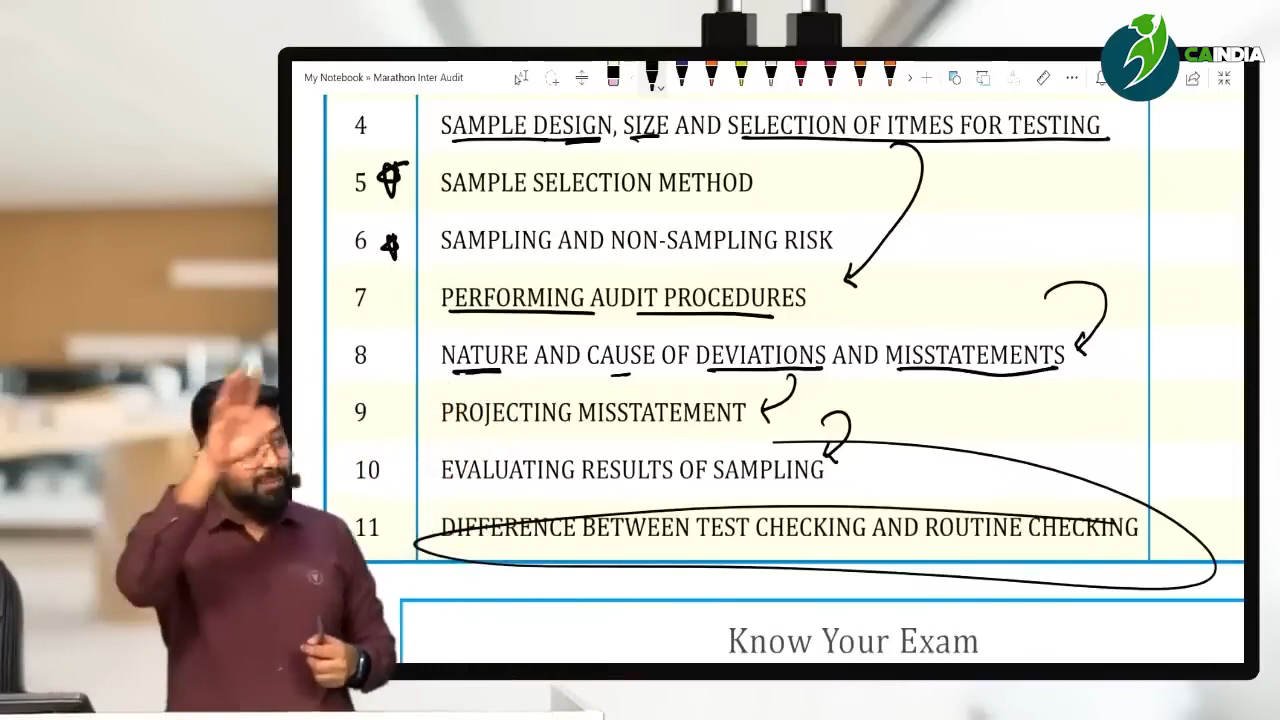 CAINDIA
My Notebook » Marathon Inter Audit
4 SAMPLE DESIGN, SIZE AND SELECTION OF ITMES FOR TESTING
5 SAMPLE SELECTION METHOD
6 SAMPLING AND NON-SAMPLING RISK
7 PERFORMING AUDIT PROCEDURES
8 NATURE AND CAUSE OF DEVIATIONS AND MISSTATEMENTS
9 PROJECTING MISSTATEMENT
10 EVALUATING RESULTS OF SAMPLING
11 DIFFERENCE BETWEEN TEST CHECKING AND ROUTINE CHECKING
Know Your Exam